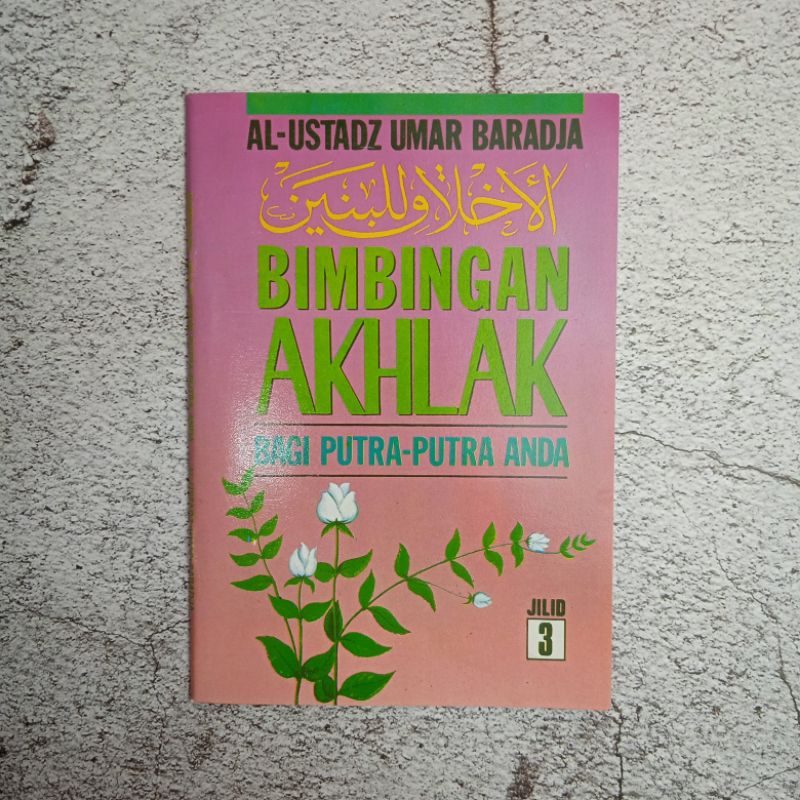 AL-USTADZ UMAR BARADJA
الأخلاق للبنين
BIMBINGAN
AKHLAK
BAGI PUTRA-PUTRA ANDA
JILID
3